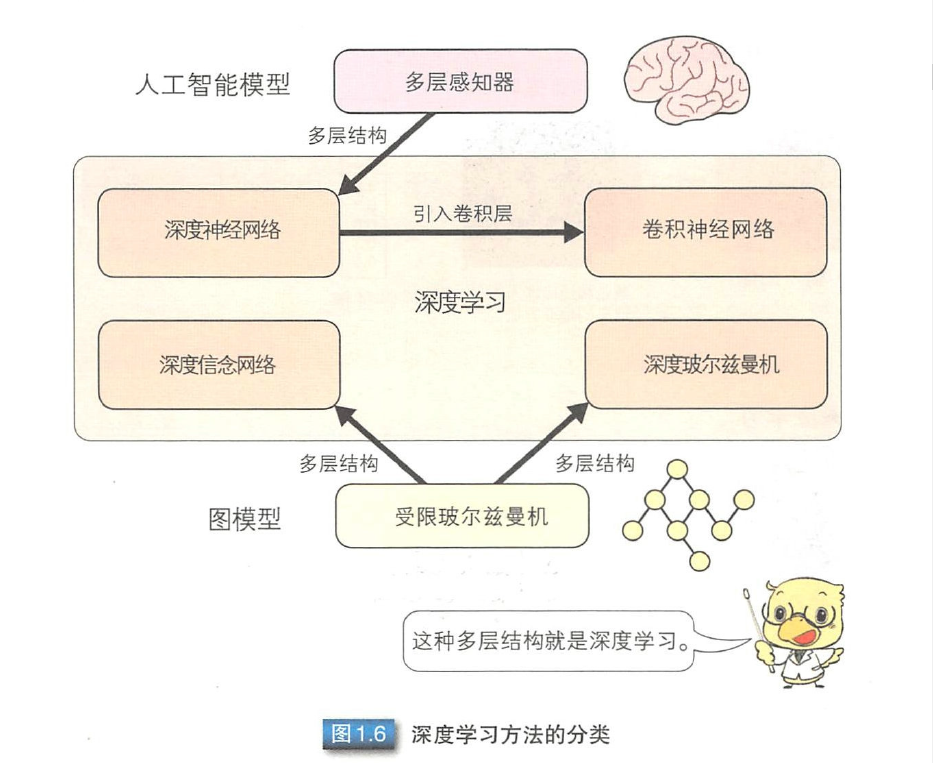 人工智能模型
多层感知器
多层结构
深度神经网络
引入卷积层
卷积神经网络
深度学习
深度信念网络
深度玻尔兹曼机
多层结构
多层结构
图模型
受限玻尔兹曼机
这种多层结构就是深度学习。
图1.6 深度学习方法的分类